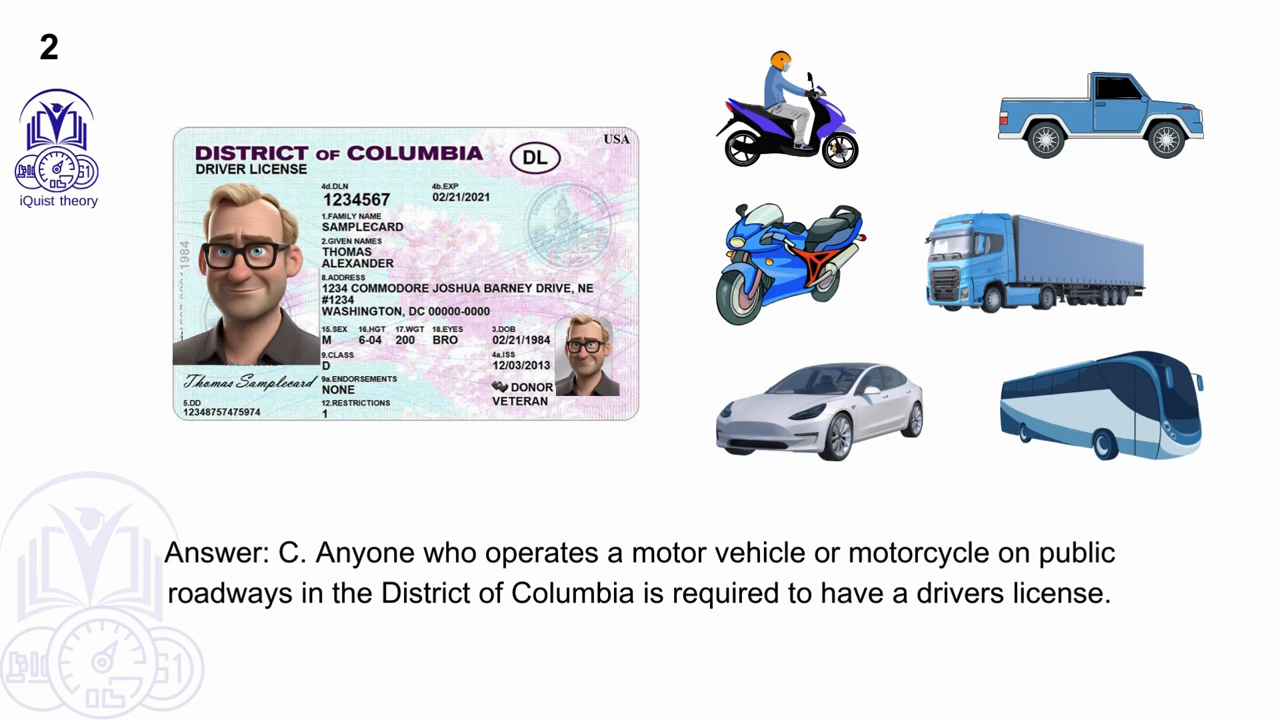 2
iQuist theory
USA
DISTRICT OF COLUMBIA
DL
DRIVER LICENSE
4d.DLN
4b.EXP
1234567
02/21/2021
1.FAMILY NAME
SAMPLECARD
2.GIVEN NAMES
THOMAS
ALEXANDER
8.ADDRESS
1234 COMMODORE JOSHUA BARNEY DRIVE, NE
#1234
WASHINGTON, DC 00000-0000
15.SEX 16.HGT 17.WGT 18.EYES 3.DOB
M 6-04 200 BRO 02/21/1984
9.CLASS 4a.ISS
D 12/03/2013
Thomas Samplecard
9a.ENDORSEMENTS
NONE
DONOR
5.DD
12348757475974
12.RESTRICTIONS
1
VETERAN
Answer: C. Anyone who operates a motor vehicle or motorcycle on public
roadways in the District of Columbia is required to have a drivers license.